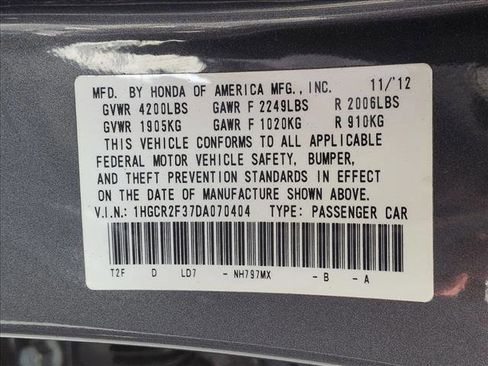 MFD. BY HONDA OF AMERICA MFG., INC. 11/'12
GVWR 4200LBS GAWR F 2249LBS R 2006LBS
GVWR 1905KG GAWR F 1020KG R 910KG
THIS VEHICLE CONFORMS TO ALL APPLICABLE
FEDERAL MOTOR VEHICLE SAFETY, BUMPER,
AND THEFT PREVENTION STANDARDS IN EFFECT
ON THE DATE OF MANUFACTURE SHOWN ABOVE.
V.I.N.: 1HGCR2F37DA070404 TYPE: PASSENGER CAR
T2F D LD7 - NH797MX - B - A